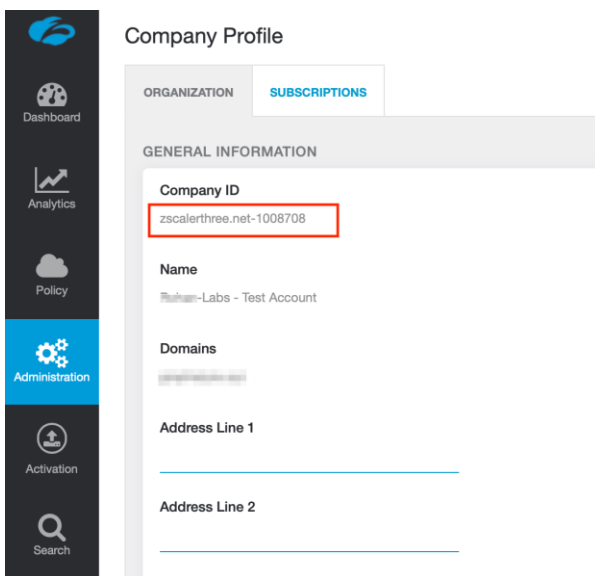 Company Profile
ORGANIZATION
SUBSCRIPTIONS
GENERAL INFORMATION
Company ID
zscalerthree.net-1008708
Name
-Labs - Test Account
Domains
Address Line 1
Address Line 2
Dashboard
Analytics
Policy
Administration
Activation
Search